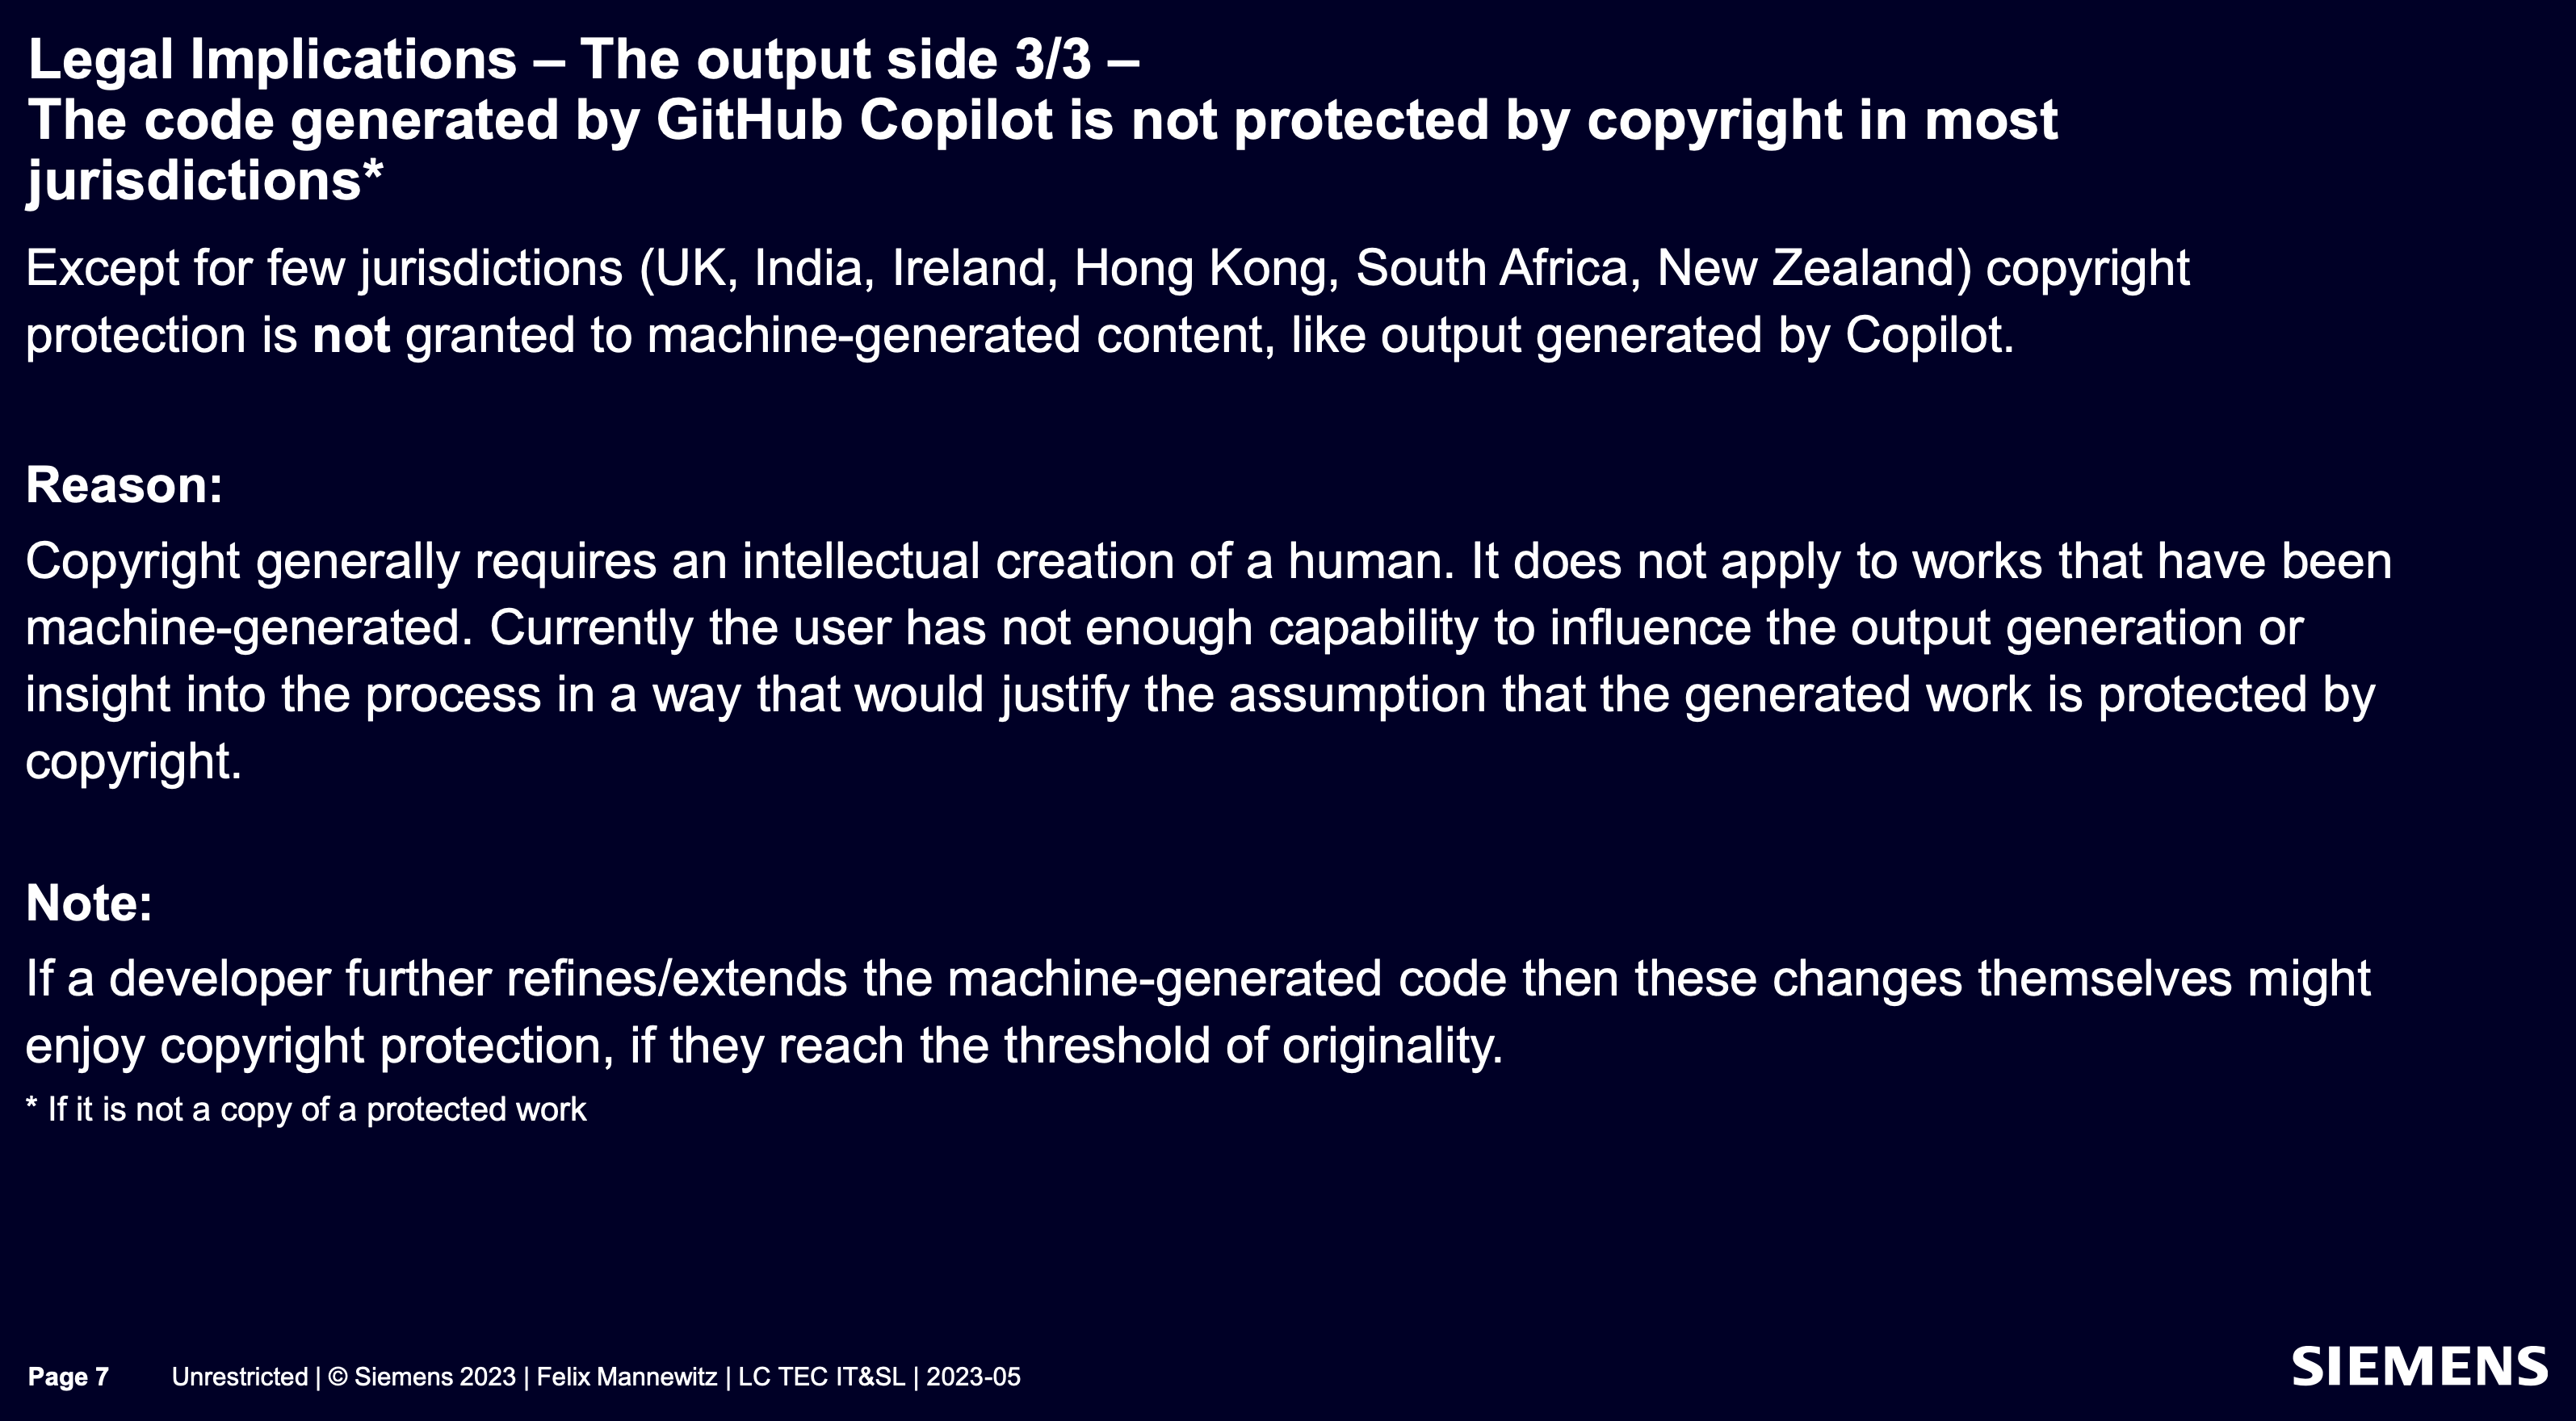 Legal Implications – The output side 3/3 –
The code generated by GitHub Copilot is not protected by copyright in most
jurisdictions*
Except for few jurisdictions (UK, India, Ireland, Hong Kong, South Africa, New Zealand) copyright
protection is not granted to machine-generated content, like output generated by Copilot.
Reason:
Copyright generally requires an intellectual creation of a human. It does not apply to works that have been
machine-generated. Currently the user has not enough capability to influence the output generation or
insight into the process in a way that would justify the assumption that the generated work is protected by
copyright.
Note:
If a developer further refines/extends the machine-generated code then these changes themselves might
enjoy copyright protection, if they reach the threshold of originality.
* If it is not a copy of a protected work
Page 7 Unrestricted | © Siemens 2023 | Felix Mannewitz | LC TEC IT&SL | 2023-05
SIEMENS